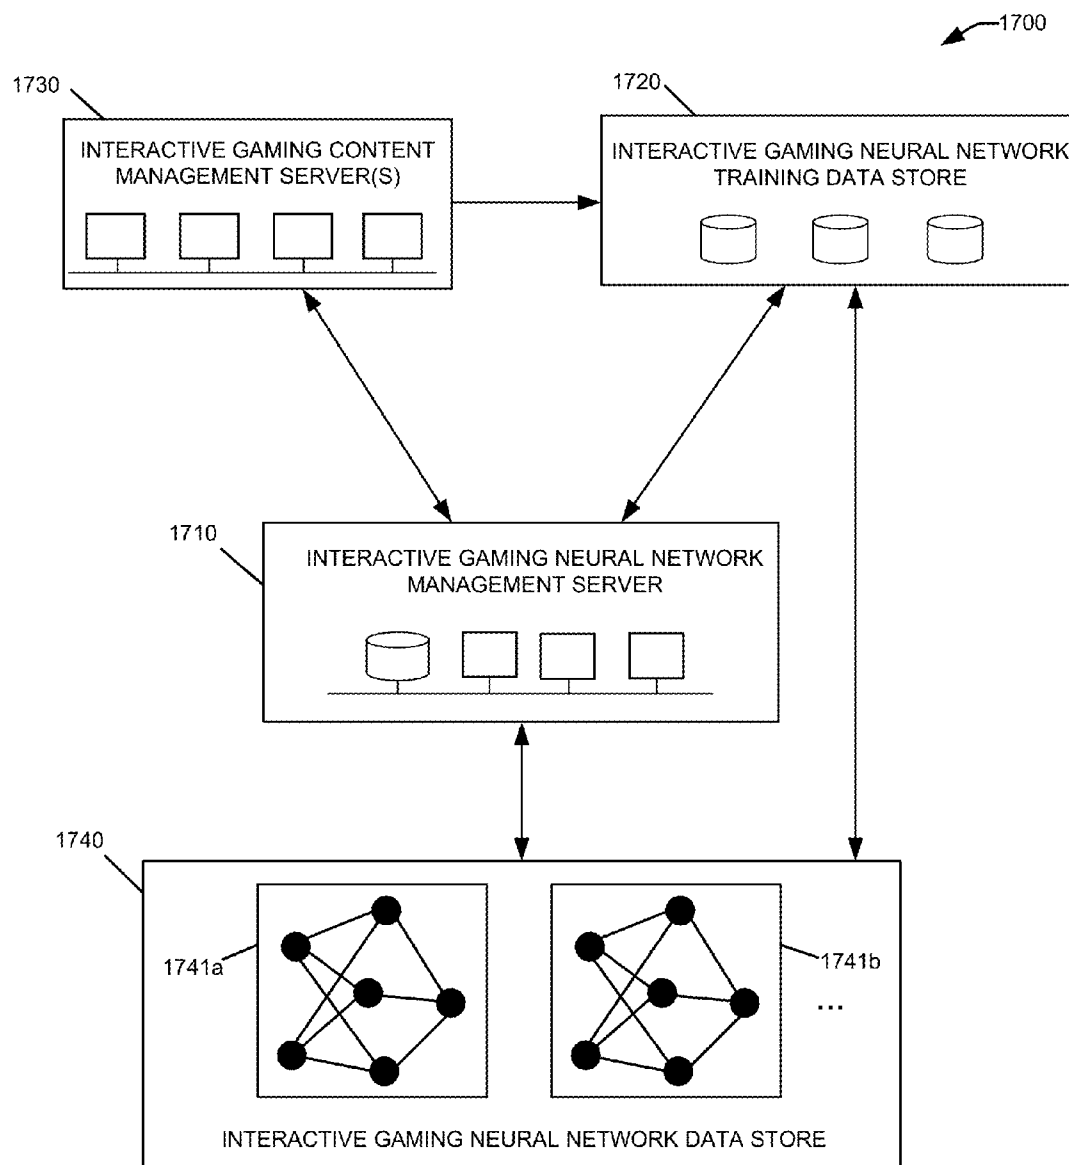 1700
1730
1720
INTERACTIVE GAMING CONTENT
MANAGEMENT SERVER(S)
INTERACTIVE GAMING NEURAL NETWORK
TRAINING DATA STORE
1710
INTERACTIVE GAMING NEURAL NETWORK
MANAGEMENT SERVER
1740
1741a
1741b
...
INTERACTIVE GAMING NEURAL NETWORK DATA STORE